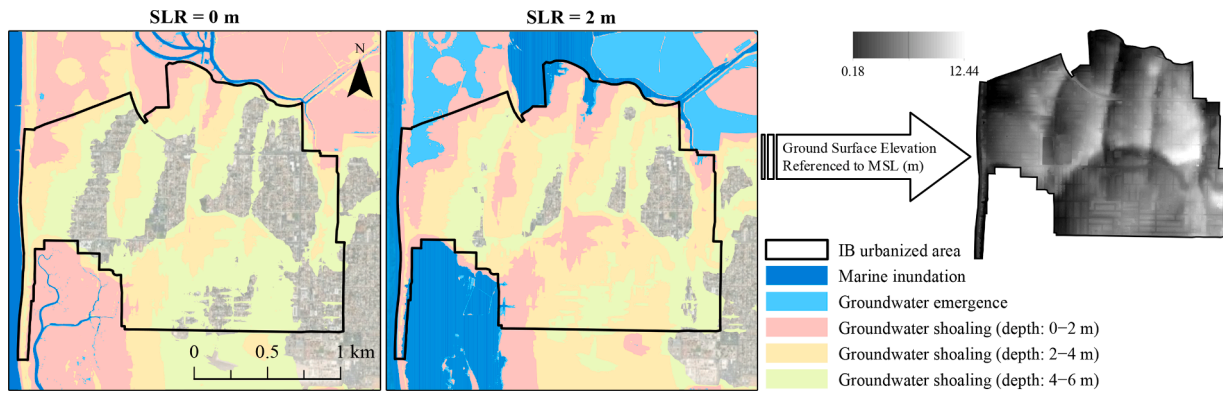 SLR = 0 m
SLR = 2 m
N
0
0.5
1 km
0.18
12.44
Ground Surface Elevation
Referenced to MSL (m)
IB urbanized area
Marine inundation
Groundwater emergence
Groundwater shoaling (depth: 0−2 m)
Groundwater shoaling (depth: 2−4 m)
Groundwater shoaling (depth: 4−6 m)